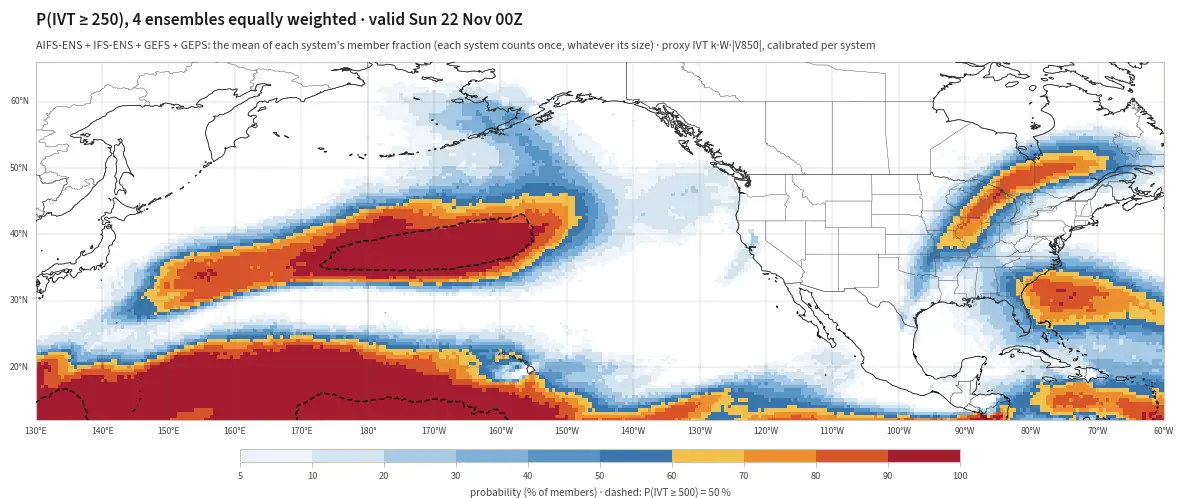 P(IVT ≥ 250), 4 ensembles equally weighted · valid Sun 22 Nov 00Z
AIFS-ENS + IFS-ENS + GEFS + GEPS: the mean of each system's member fraction (each system counts once, whatever its size) · proxy IVT k·W·|V850|, calibrated per system
60°N
50°N
40°N
30°N
20°N
130°E 140°E 150°E 160°E 170°E 180° 170°W 160°W 150°W 140°W 130°W 120°W 110°W 100°W 90°W 80°W 70°W 60°W
5 10 20 30 40 50 60 70 80 90 100
probability (% of members) · dashed: P(IVT ≥ 500) = 50 %